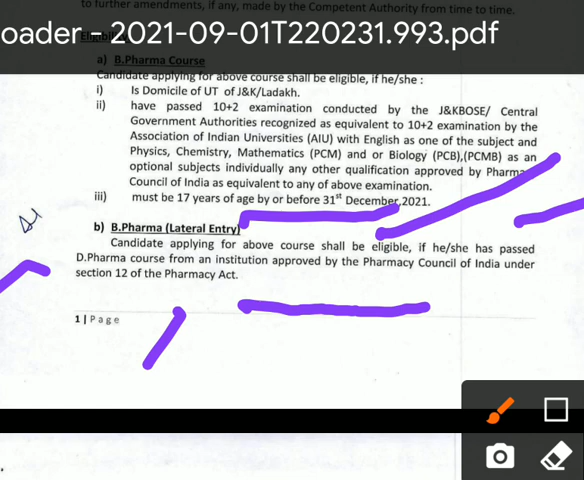 to further amendments, if any, made by the Competent Authority from time to time.
oader - 2021-09-01T220231.993.pdf
a) B.Pharma Course
Candidate applying for above course shall be eligible, if he/she :
i) Is Domicile of UT of J&K/Ladakh.
ii) have passed 10+2 examination conducted by the J&KBOSE/ Central
Government Authorities recognized as equivalent to 10+2 examination by the
Association of Indian Universities (AIU) with English as one of the subject and
Physics, Chemistry, Mathematics (PCM) and or Biology (PCB),(PCMB) as an
optional subjects individually any other qualification approved by Pharma
Council of India as equivalent to any of above examination.
iii) must be 17 years of age by or before 31st December,2021.
b) B.Pharma (Lateral Entry)
Candidate applying for above course shall be eligible, if he/she has passed
D.Pharma course from an institution approved by the Pharmacy Council of India under
section 12 of the Pharmacy Act.
1 | Page